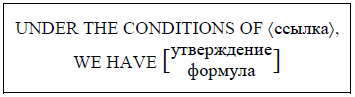 UNDER THE CONDITIONS OF ⟨ссылка⟩,
WE HAVE [утверждение
формула]